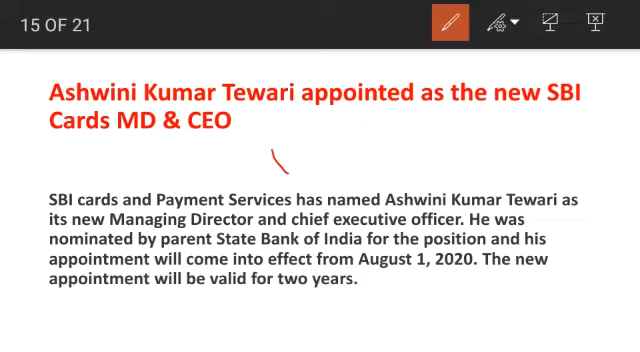 15 OF 21
Ashwini Kumar Tewari appointed as the new SBI
Cards MD & CEO
SBI cards and Payment Services has named Ashwini Kumar Tewari as
its new Managing Director and chief executive officer. He was
nominated by parent State Bank of India for the position and his
appointment will come into effect from August 1, 2020. The new
appointment will be valid for two years.